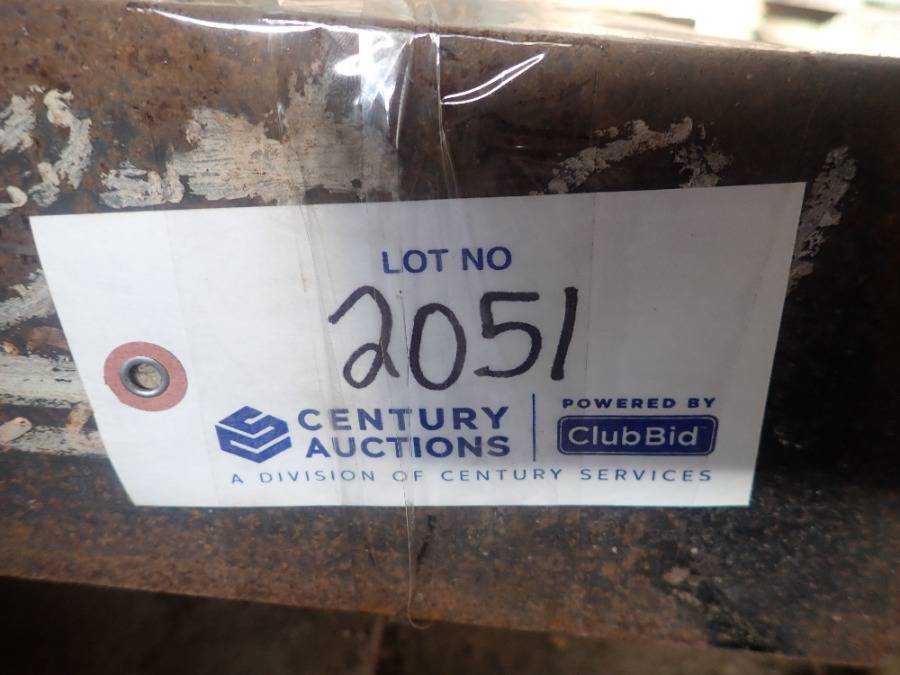 LOT NO
2051
CENTURY AUCTIONS
POWERED BY
ClubBid
A DIVISION OF CENTURY SERVICES